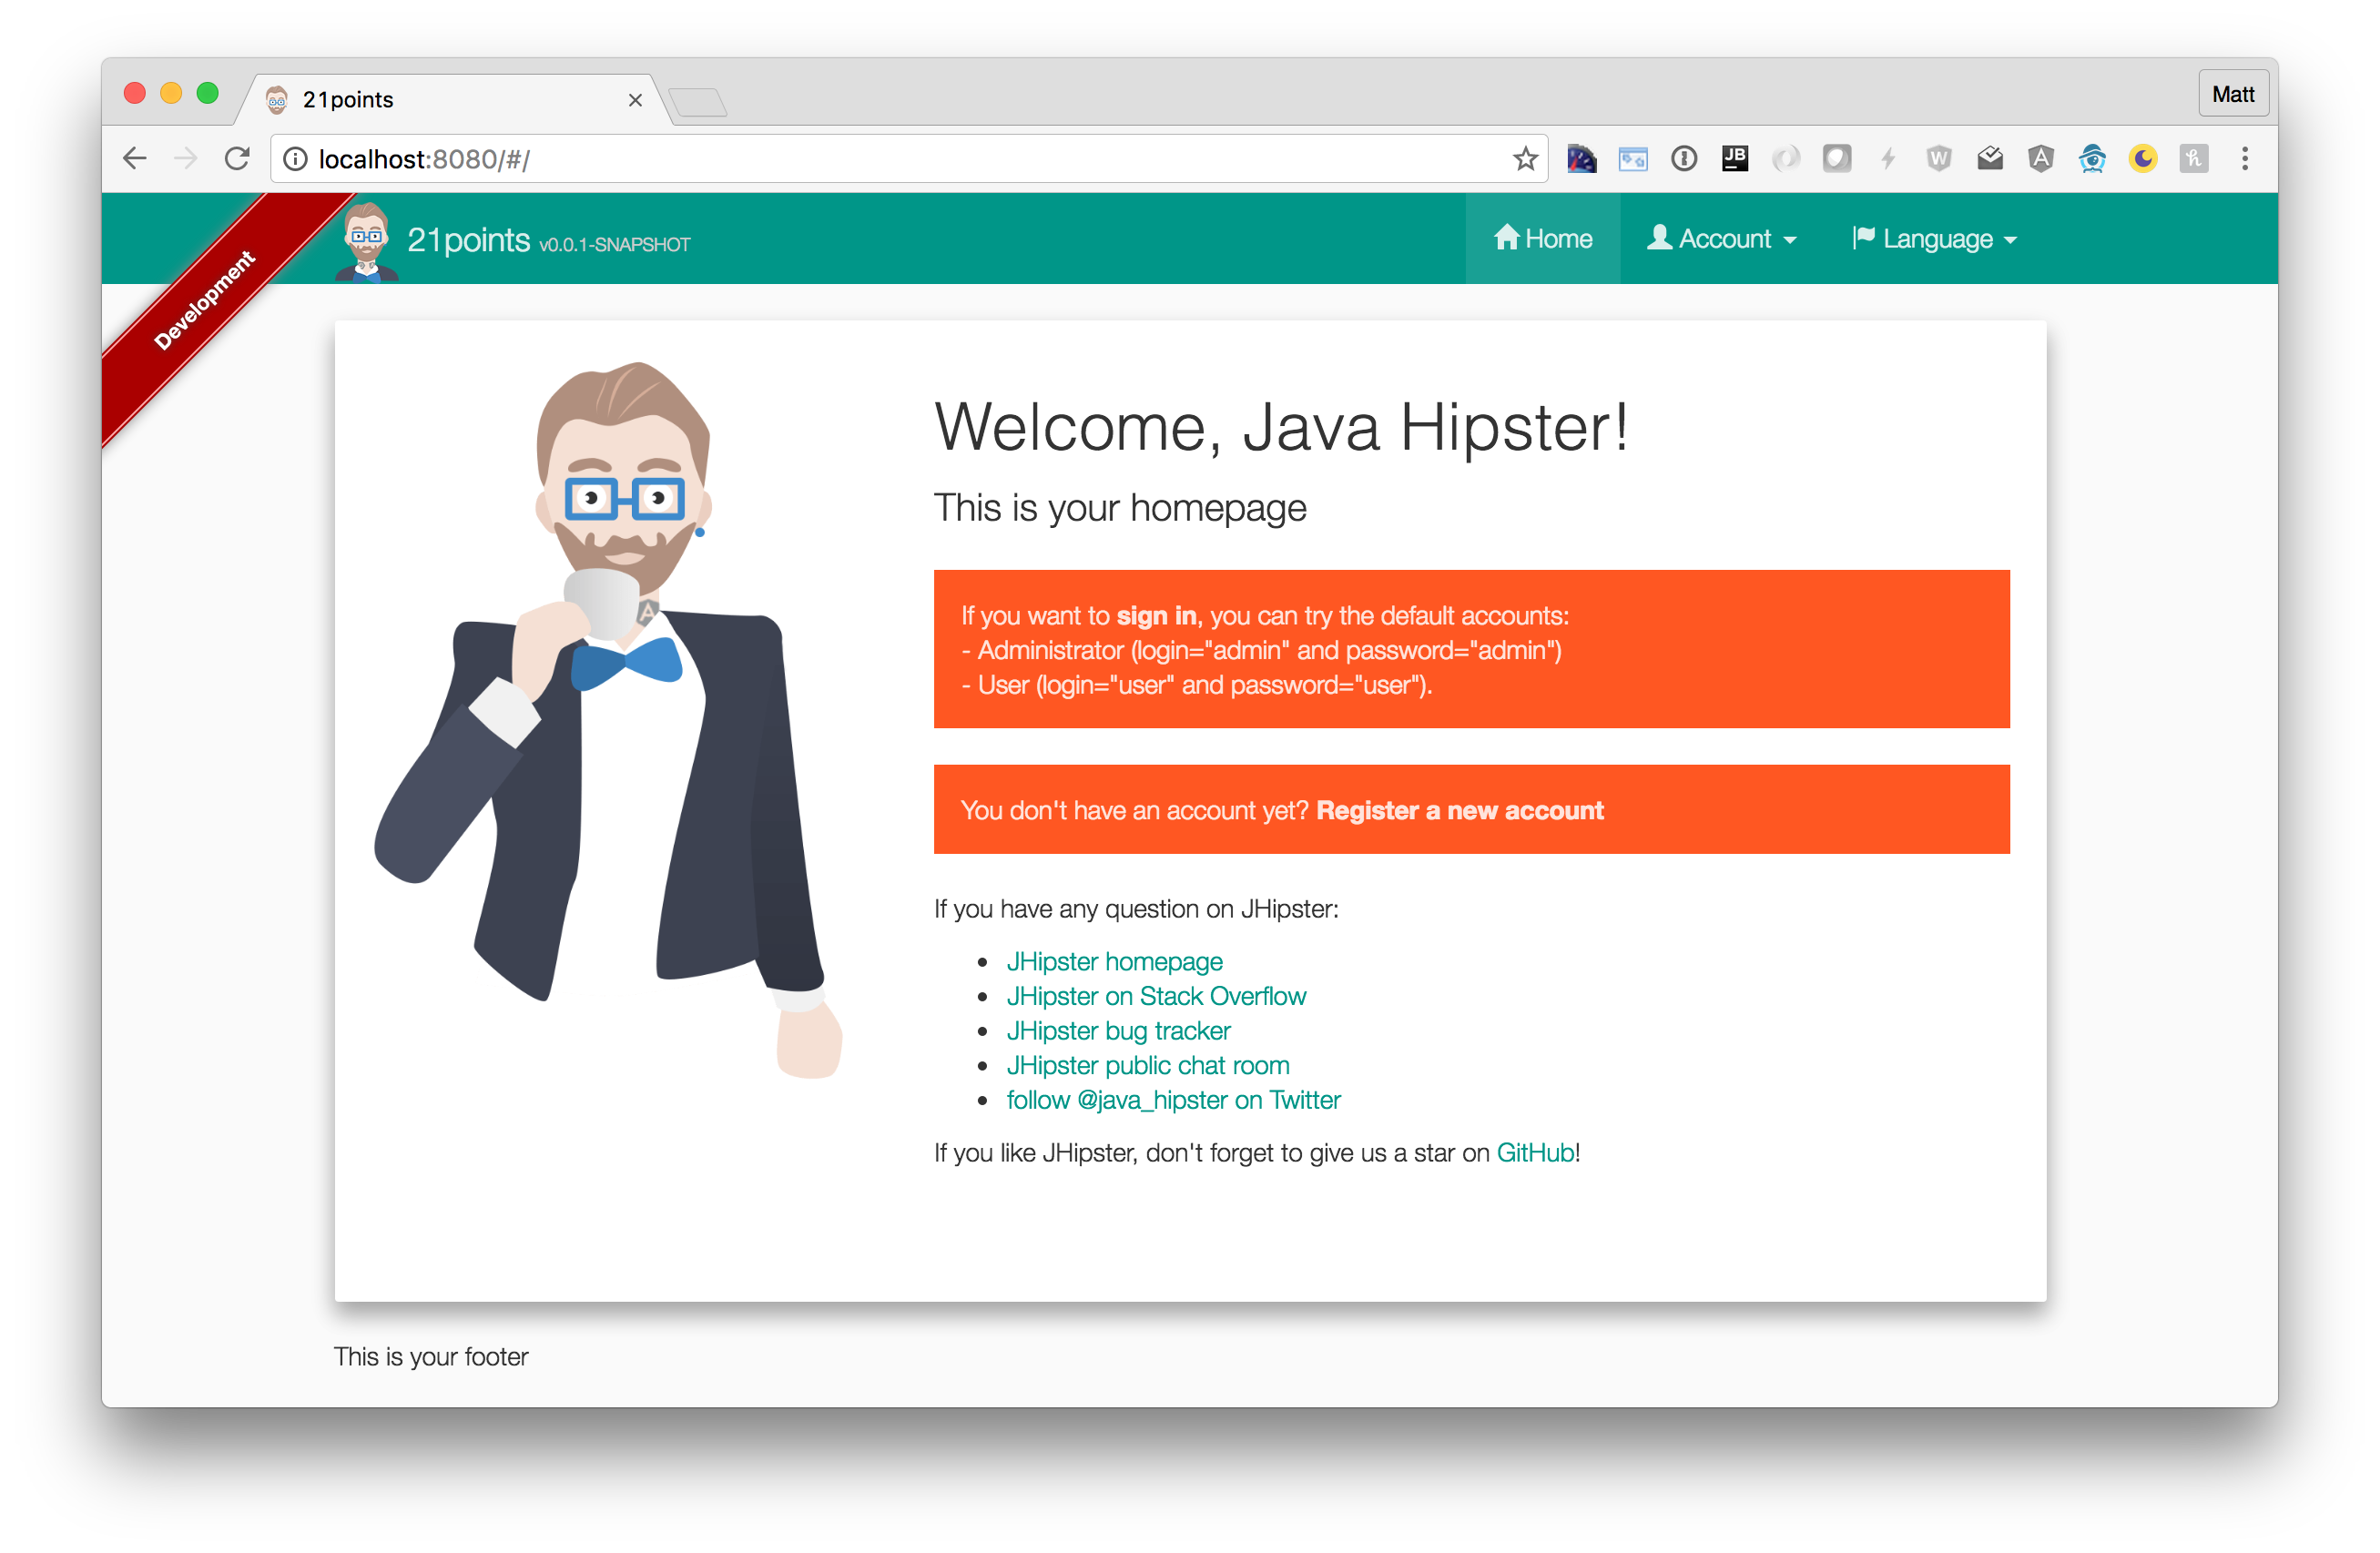 21points
Matt
localhost:8080/#/
JB
W
A
h
Development
21points v0.0.1-SNAPSHOT
Home
Account
Language
A
Welcome, Java Hipster!
This is your homepage
If you want to sign in, you can try the default accounts:
- Administrator (login="admin" and password="admin")
- User (login="user" and password="user").
You don't have an account yet? Register a new account
If you have any question on JHipster:
JHipster homepage
JHipster on Stack Overflow
JHipster bug tracker
JHipster public chat room
follow @java_hipster on Twitter
If you like JHipster, don't forget to give us a star on GitHub!
This is your footer